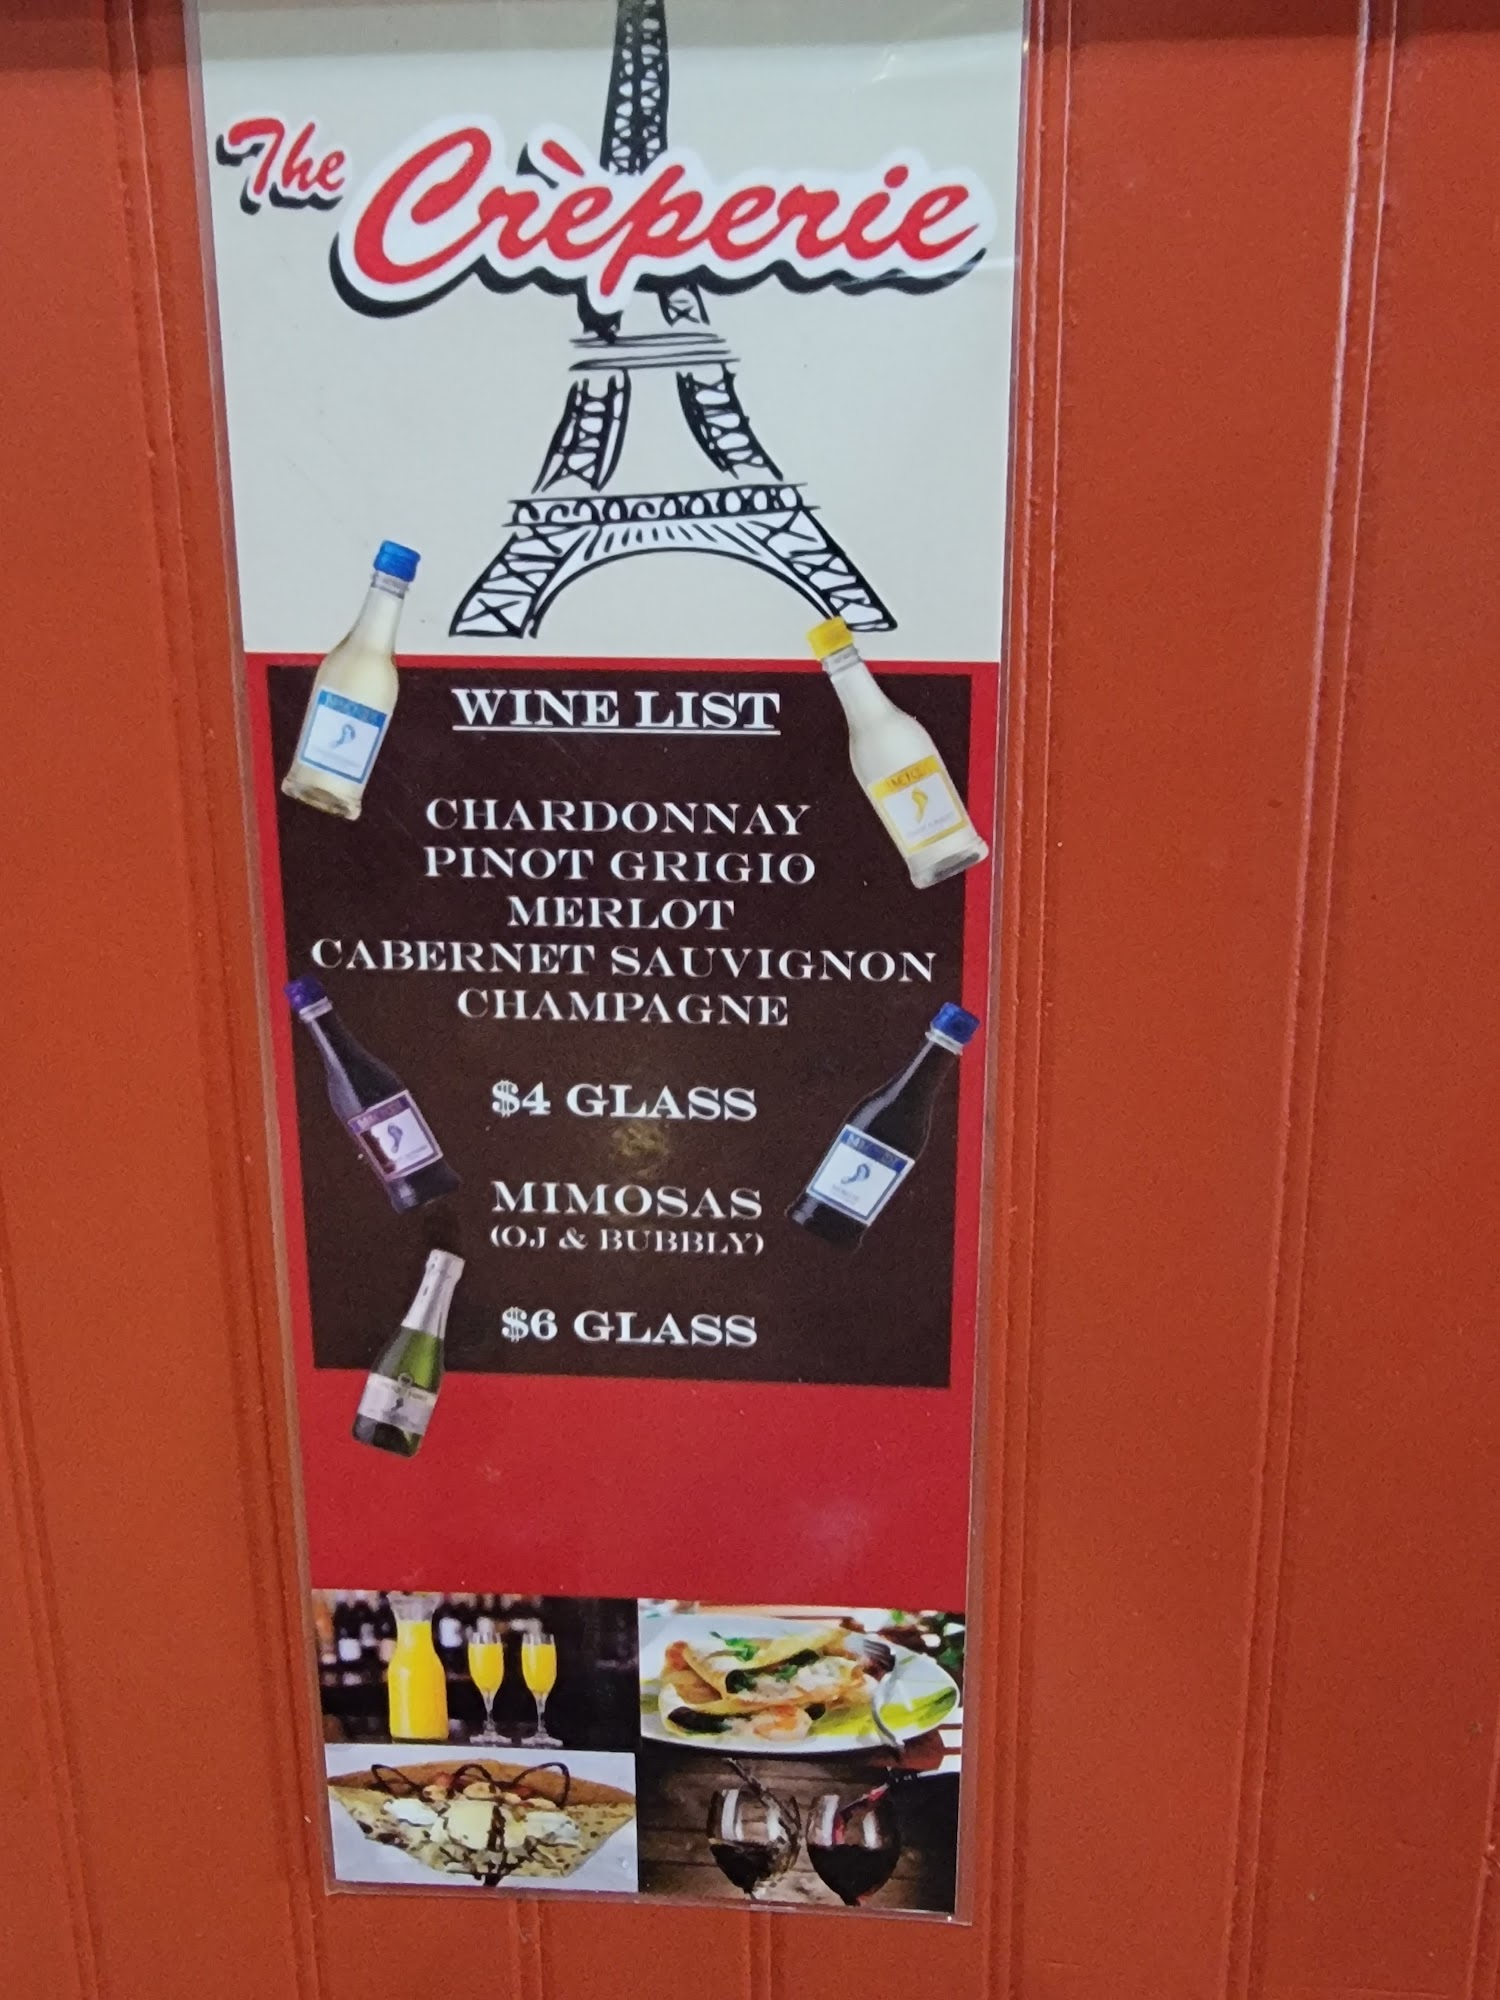 The Crèperie
WINE LIST
CHARDONNAY
PINOT GRIGIO
MERLOT
CABERNET SAUVIGNON
CHAMPAGNE
$4 GLASS
MIMOSAS
(OJ & BUBBLY)
$6 GLASS